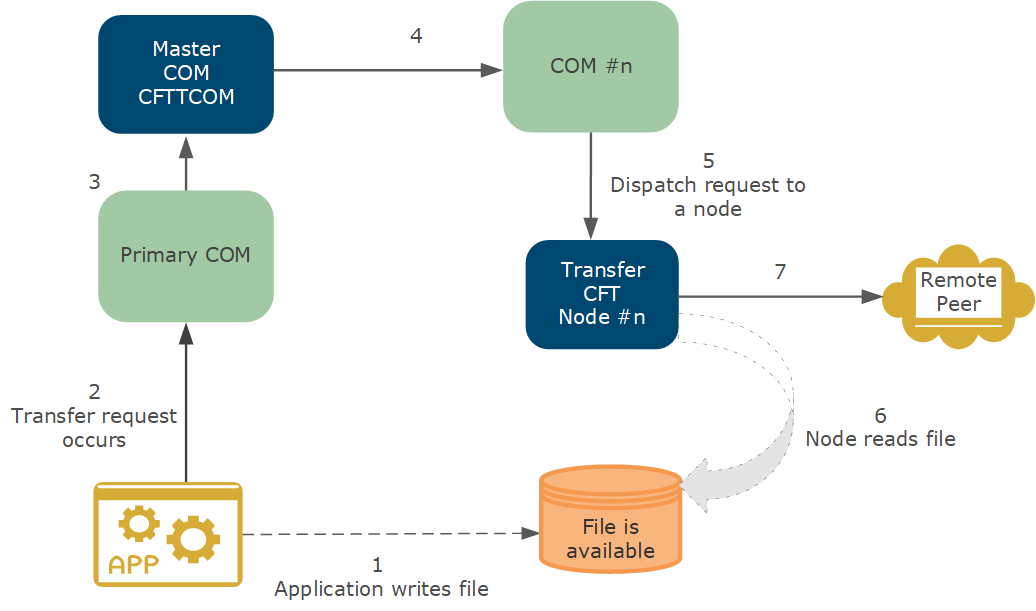 Master
COM
CFTTCOM
4
COM #n
3
Primary COM
5
Dispatch request to
a node
Transfer
CFT
Node #n
7
Remote
Peer
2
Transfer request
occurs
6
Node reads file
APP
1
Application writes file
File is
available